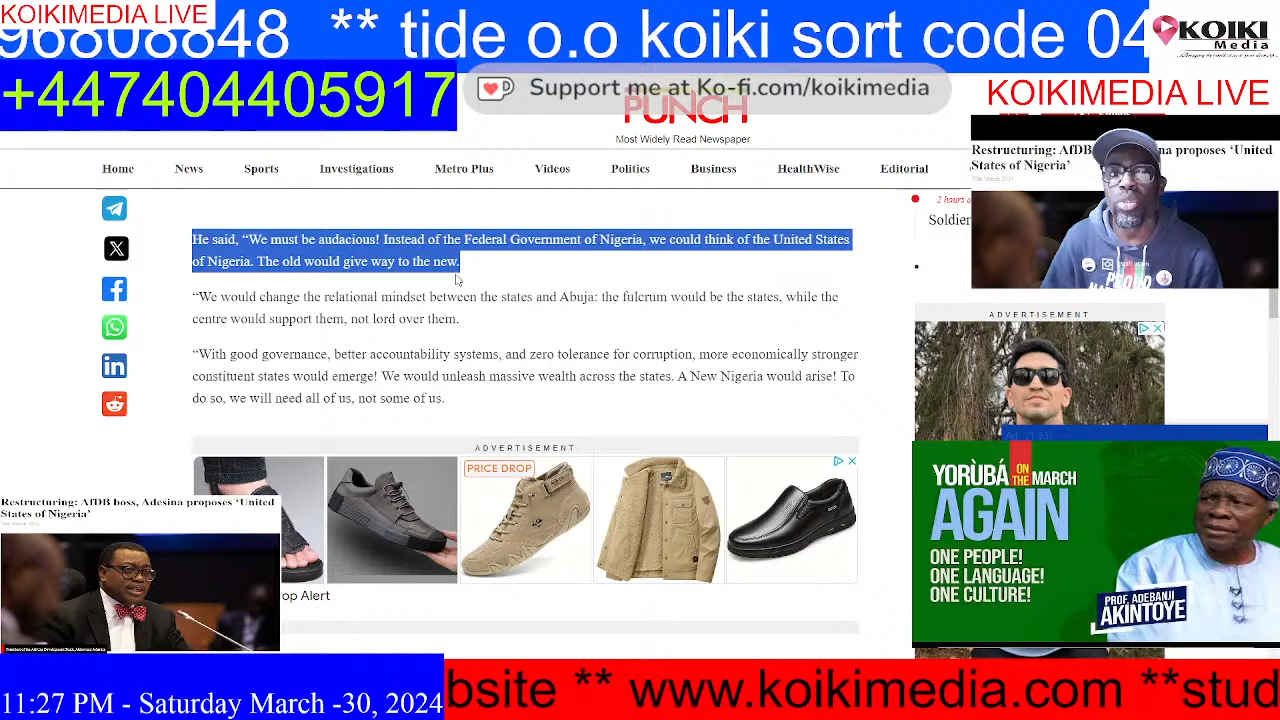 KOIKIMEDIA LIVE
96808848 ** tide o.o koiki sort code 04
KOIKI
Media
+447404405917
Support me at Ko-fi.com/koikimedia
KOIKIMEDIA LIVE
PUNCH
Most Widely Read Newspaper
Home News Sports Investigations Metro Plus Videos Politics Business HealthWise Editorial
Restructuring: AfDB proposes ‘United
States of Nigeria’
2 hours
Soldier
He said, “We must be audacious! Instead of the Federal Government of Nigeria, we could think of the United States
of Nigeria. The old would give way to the new.
“We would change the relational mindset between the states and Abuja: the fulcrum would be the states, while the
centre would support them, not lord over them.
“With good governance, better accountability systems, and zero tolerance for corruption, more economically stronger
constituent states would emerge! We would unleash massive wealth across the states. A New Nigeria would arise! To
do so, we will need all of us, not some of us.
ADVERTISEMENT
ADVERTISEMENT
PRICE DROP
op Alert
Restructuring: AfDB boss, Adesina proposes ‘United
States of Nigeria’
YORÙBÁ ON THE MARCH
AGAIN
ONE PEOPLE!
ONE LANGUAGE!
ONE CULTURE!
PROF. ADEBANJI
AKINTOYE
11:27 PM - Saturday March -30, 2024
bsite ** www.koikimedia.com **stud